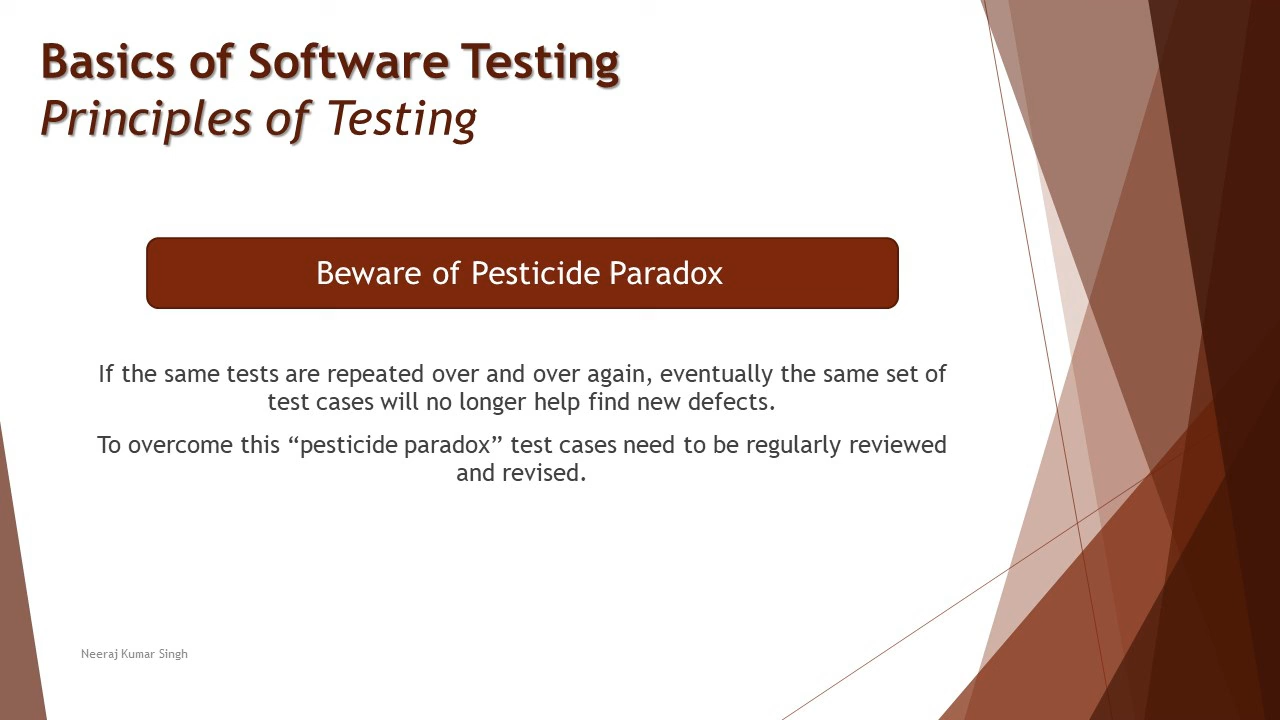 Basics of Software Testing
Principles of Testing
Beware of Pesticide Paradox
If the same tests are repeated over and over again, eventually the same set of
test cases will no longer help find new defects.
To overcome this “pesticide paradox” test cases need to be regularly reviewed
and revised.
Neeraj Kumar Singh